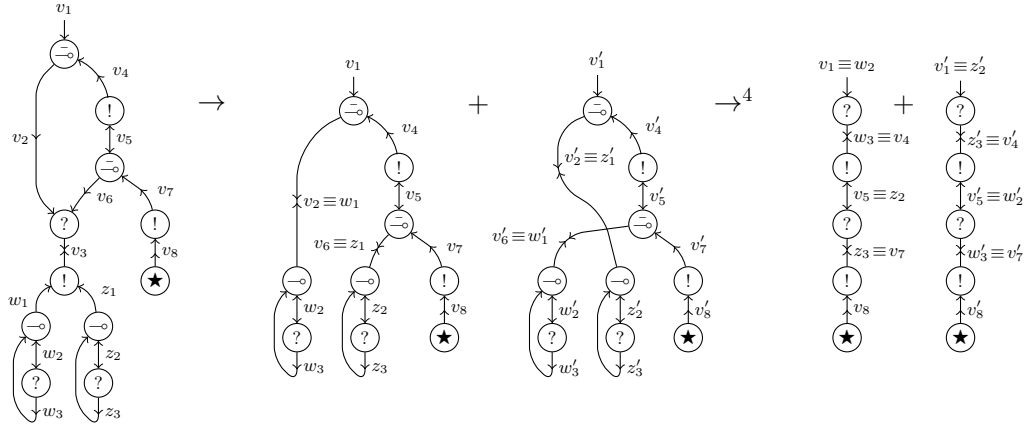 v₁
v₄
!
v₅
v₂
v₆
v₇
?
!
v₃
v₈
!
★
w₁
z₁
w₂
z₂
?
?
w₃
z₃
→
v₁
v₄
!
v₅
v₂ ≡ w₁
v₆ ≡ z₁
v₇
!
w₂
z₂
v₈
?
?
★
w₃
z₃
+
v′₁
v′₄
v′₂ ≡ z′₁
!
v′₅
v′₆ ≡ w′₁
v′₇
!
w′₂
z′₂
v′₈
?
?
★
w′₃
z′₃
→⁴
v₁ ≡ w₂
?
w₃ ≡ v₄
!
v₅ ≡ z₂
?
z₃ ≡ v₇
!
v₈
★
+
v′₁ ≡ z′₂
?
z′₃ ≡ v′₄
!
v′₅ ≡ w′₂
?
w′₃ ≡ v′₇
!
v′₈
★